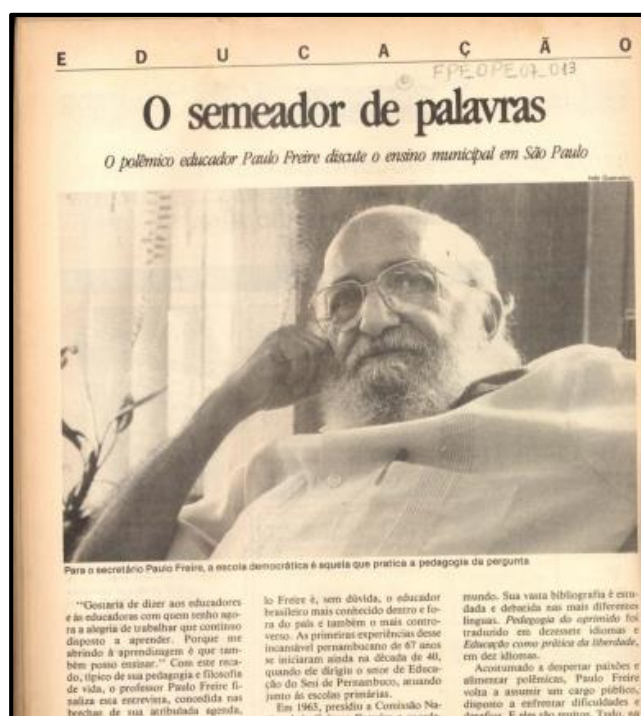 E D U C A Ç Ã O
FPE_OPE_07_013
O semeador de palavras
O polêmico educador Paulo Freire discute o ensino municipal em São Paulo
Para o secretário Paulo Freire, a escola democrática é aquela que pratica a pedagogia da pergunta
"Gostaria de dizer aos educadores
e às educadoras com quem tenho ago-
ra a alegria de trabalhar que continuo
disposto a aprender. Porque me
abrindo à aprendizagem é que tam-
bém posso ensinar." Com este reca-
do, típico de sua pedagogia e filosofia
de vida, o professor Paulo Freire fi-
naliza esta entrevista, concedida nas
brechas de sua atribulada agenda,
lo Freire é, sem dúvida, o educador
brasileiro mais conhecido dentro e fo-
ra do país e também o mais contro-
verso. As primeiras experiências desse
incansável pernambucano de 67 anos
se iniciaram ainda na década de 40,
quando ele dirigiu o setor de Educa-
ção do Sesi de Pernambuco, atuando
junto às escolas primárias.
Em 1963, presidiu a Comissão Na-
mundo. Sua vasta bibliografia é estu-
dada e debatida nas mais diferentes
línguas. Pedagogia do oprimido foi
traduzido em dezessete idiomas e
Educação como prática da liberdade,
em dez idiomas.
Acostumado a despertar paixões e
alimentar polêmicas, Paulo Freire
volta a assumir um cargo público,
disposto a enfrentar dificuldades